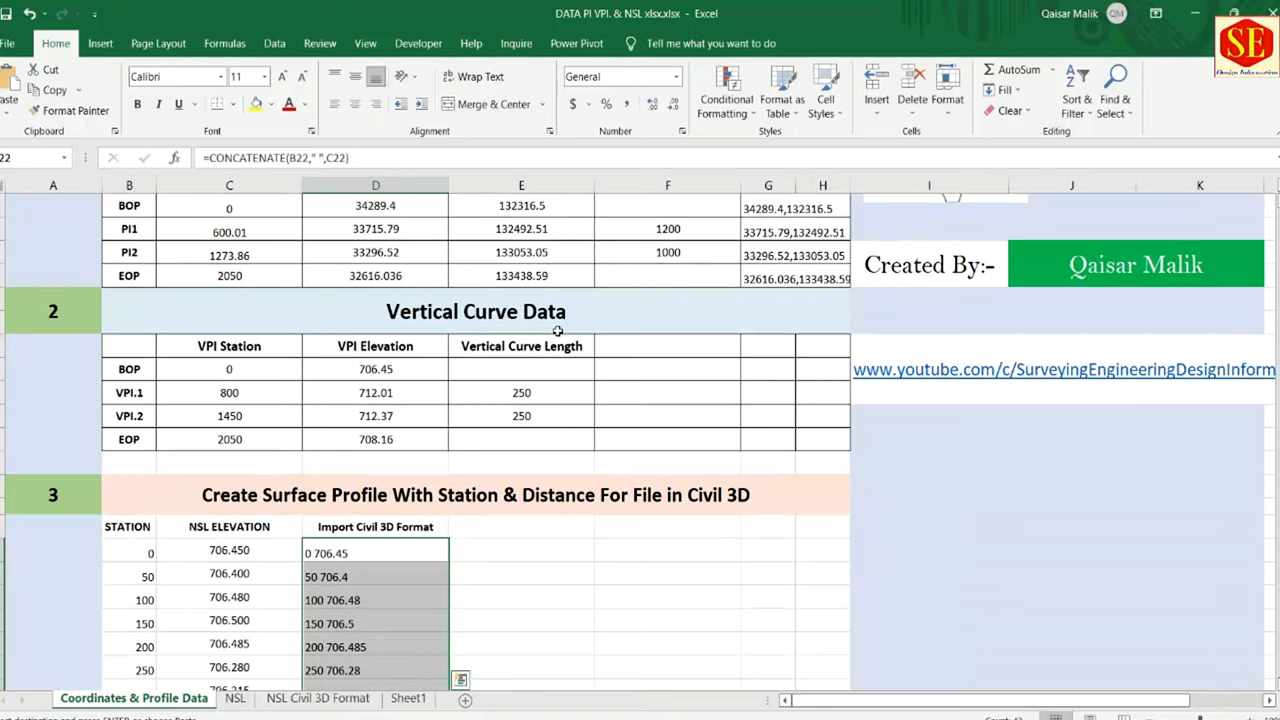 DATA PI VPI. & NSL xlsx.xlsx - Excel
Qaisar Malik QM
SE
File Home Insert Page Layout Formulas Data Review View Developer Help Inquire Power Pivot Tell me what you want to do
Cut
Copy
Format Painter
Clipboard
Calibri 11
B I U
Font
Wrap Text
Merge & Center
Alignment
General
$ % ,
Number
Conditional Formatting
Format as Table
Cell Styles
Styles
Insert Delete Format
Cells
AutoSum
Fill
Clear
Sort & Filter
Find & Select
Editing
=CONCATENATE(B22," ",C22)
A B C D E F G H I J K
BOP 0 34289.4 132316.5 34289.4,132316.5
PI1 600.01 33715.79 132492.51 1200 33715.79,132492.51
PI2 1273.86 33296.52 133053.05 1000 33296.52,133053.05
EOP 2050 32616.036 133438.59 32616.036,133438.59
Created By:- Qaisar Malik
2 Vertical Curve Data
VPI Station VPI Elevation Vertical Curve Length
BOP 0 706.45
VPI.1 800 712.01 250
VPI.2 1450 712.37 250
EOP 2050 708.16
www.youtube.com/c/SurveyingEngineeringDesignInform
3 Create Surface Profile With Station & Distance For File in Civil 3D
STATION NSL ELEVATION Import Civil 3D Format
0 706.450 0 706.45
50 706.400 50 706.4
100 706.480 100 706.48
150 706.500 150 706.5
200 706.485 200 706.485
250 706.280 250 706.28
Coordinates & Profile Data NSL NSL Civil 3D Format Sheet1